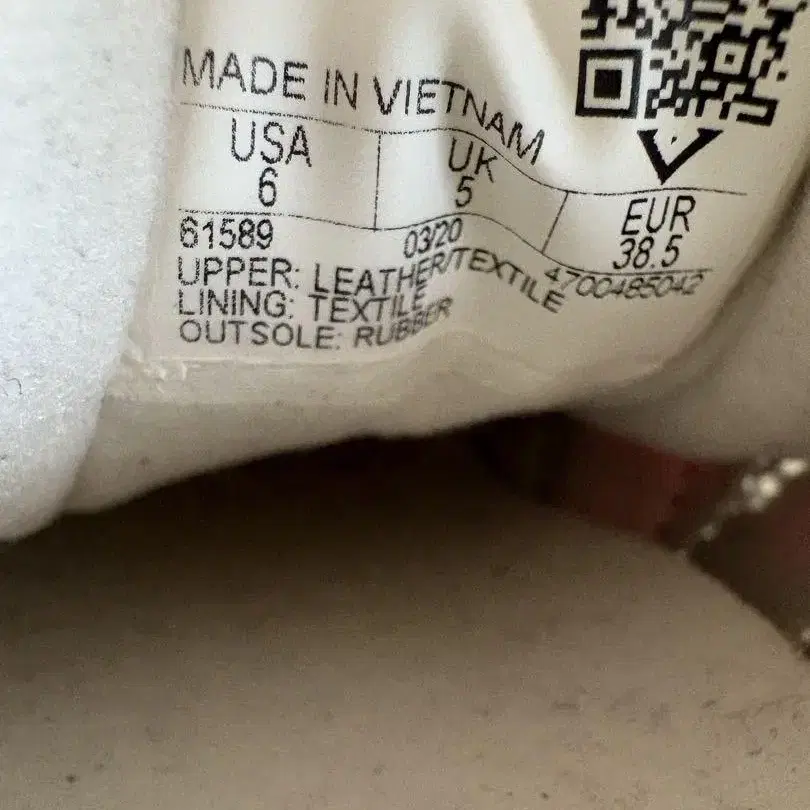 MADE IN VIETNAM
USA UK EUR
6 5 38.5
61589 03/20 4700485042
UPPER: LEATHER/TEXTILE
LINING: TEXTILE
OUTSOLE: RUBBER